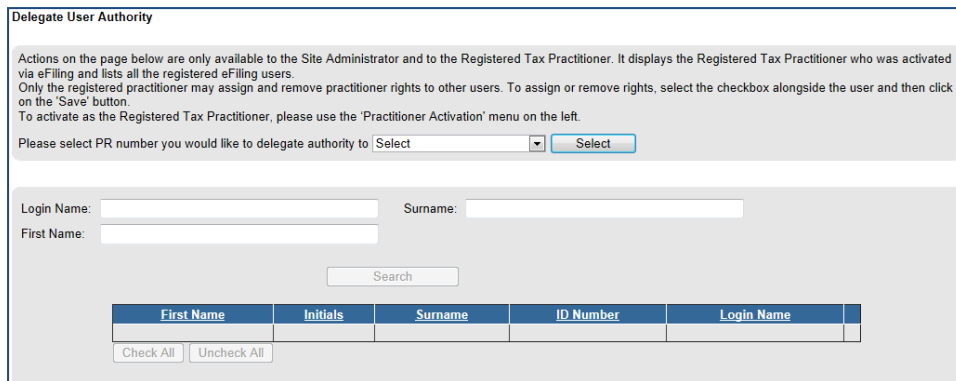 Delegate User Authority
Actions on the page below are only available to the Site Administrator and to the Registered Tax Practitioner. It displays the Registered Tax Practitioner who was activated
via eFiling and lists all the registered eFiling users.
Only the registered practitioner may assign and remove practitioner rights to other users. To assign or remove rights, select the checkbox alongside the user and then click
on the 'Save' button.
To activate as the Registered Tax Practitioner, please use the 'Practitioner Activation' menu on the left.
Please select PR number you would like to delegate authority to Select Select
Login Name: Surname:
First Name:
Search
First Name Initials Surname ID Number Login Name
Check All Uncheck All